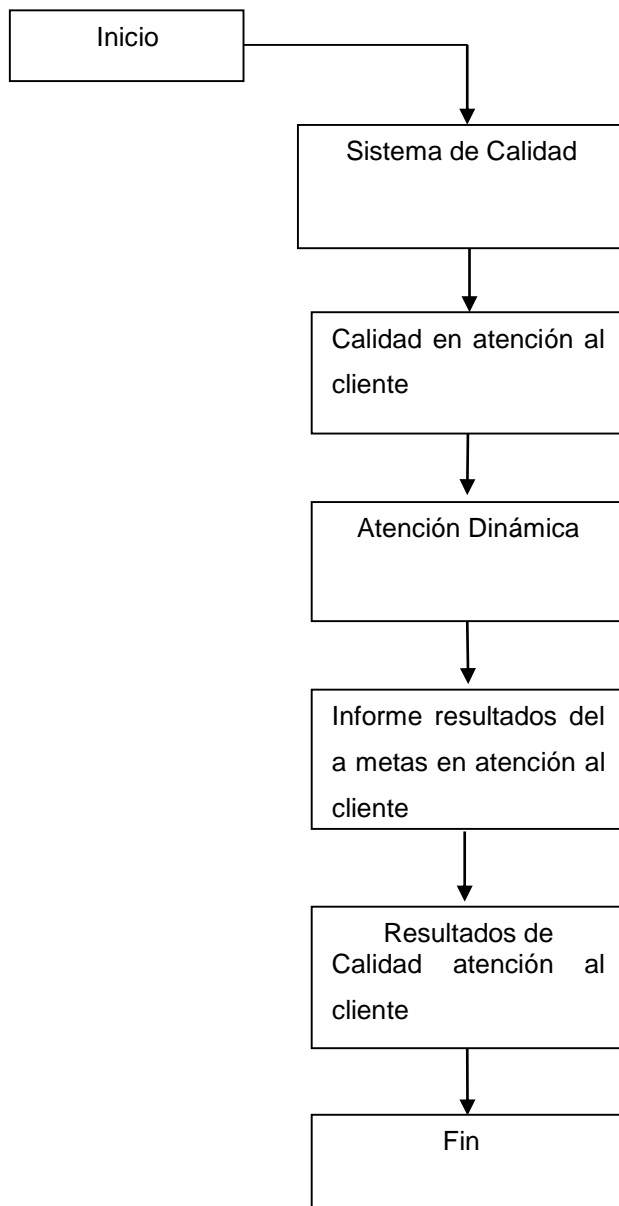 Inicio
Sistema de Calidad
Calidad en atención al
cliente
Atención Dinámica
Informe resultados del
a metas en atención al
cliente
Resultados de
Calidad atención al
cliente
Fin